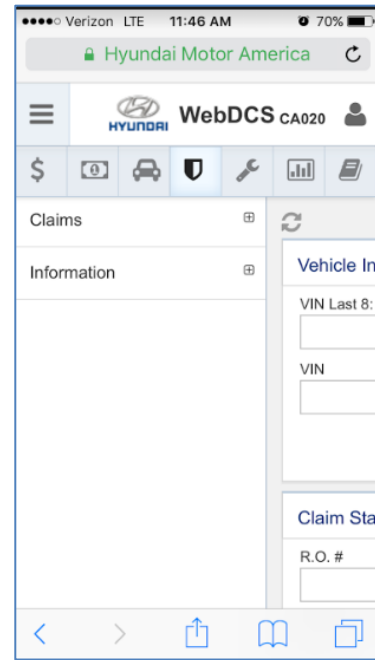 Verizon LTE 11:46 AM 70%
Hyundai Motor America
HYUNDAI WebDCS CA020
$
Claims
Information
Vehicle In
VIN Last 8:
VIN
Claim Sta
R.O. #